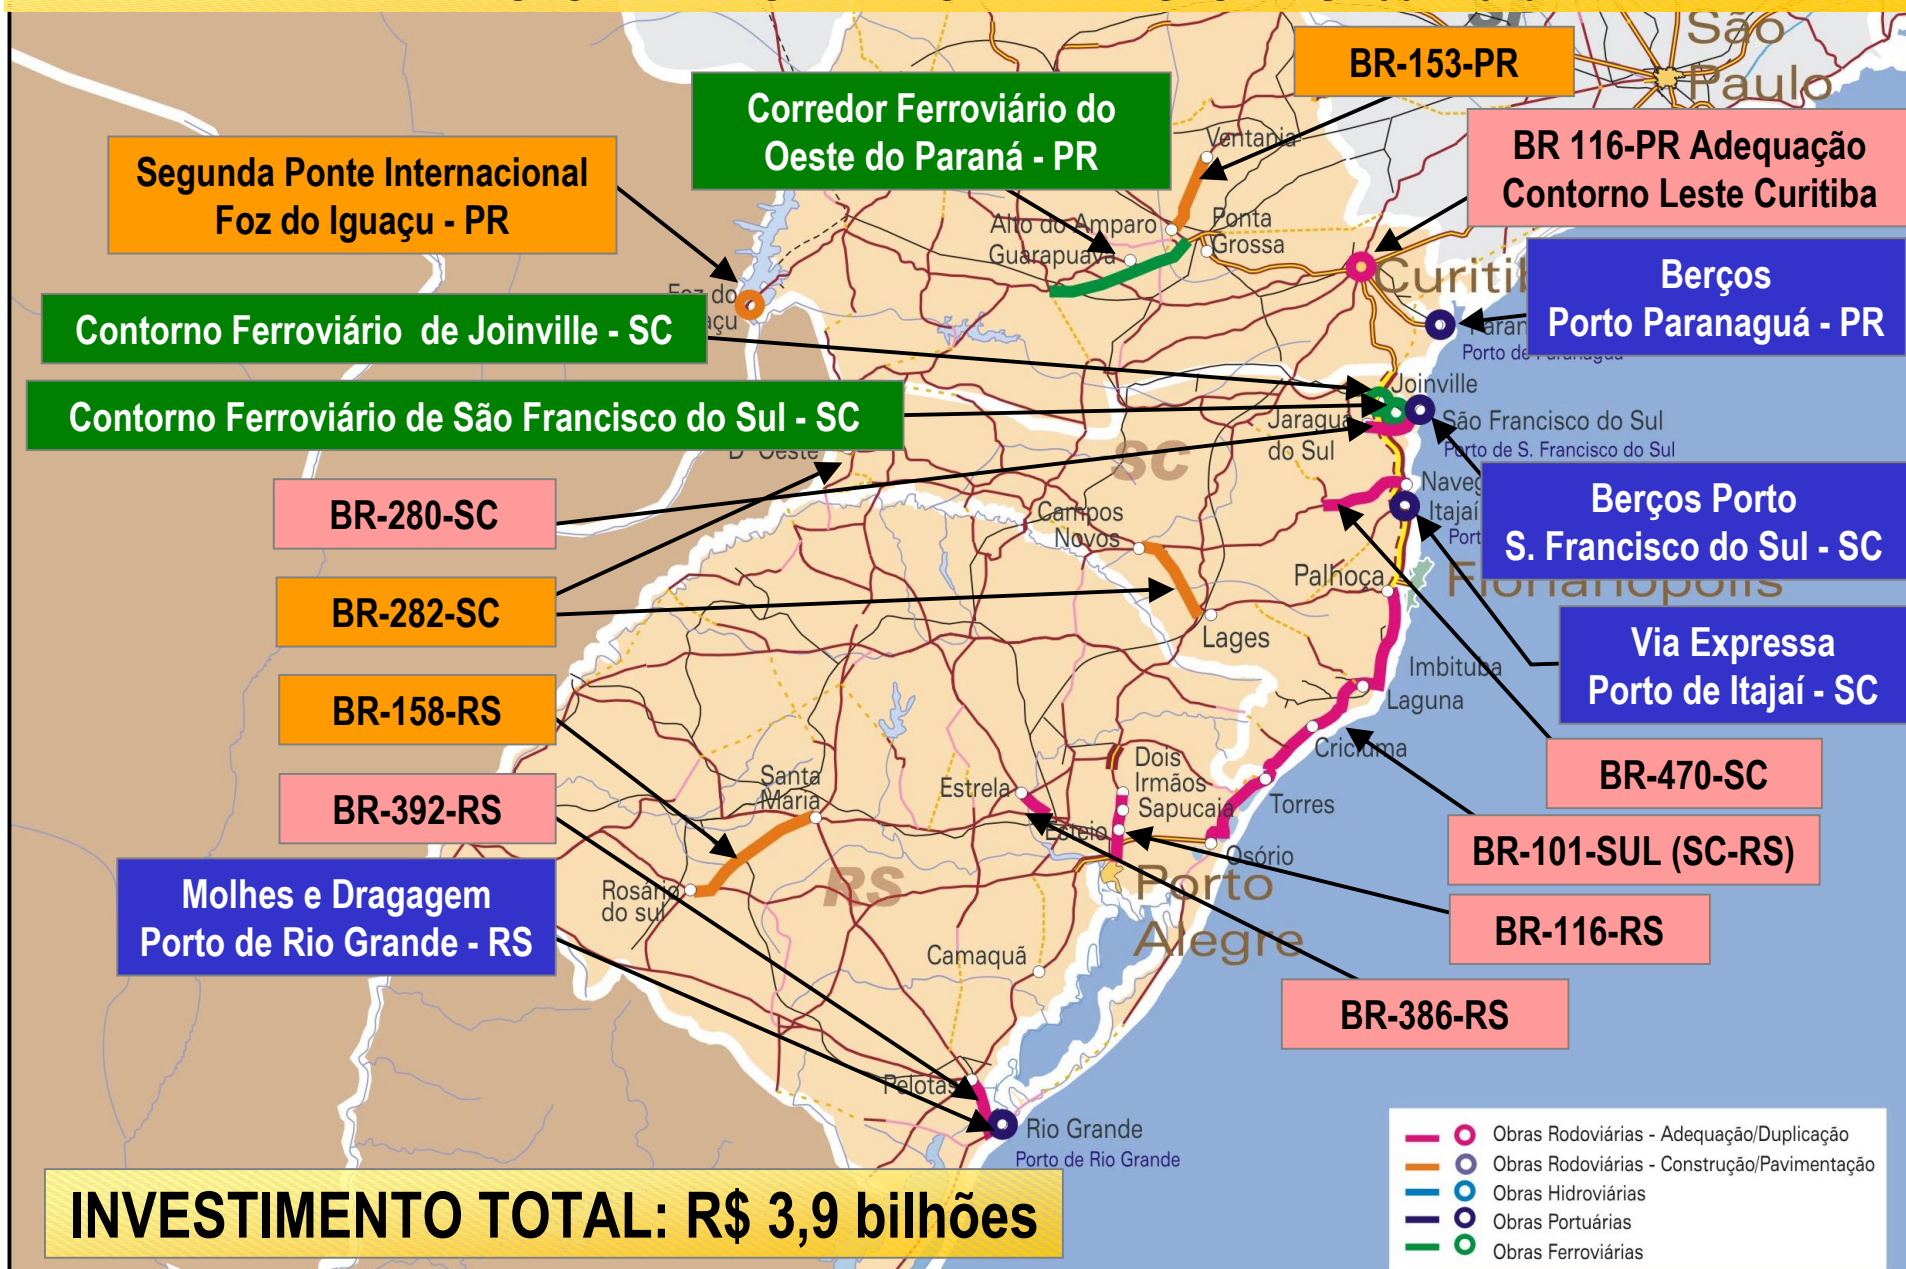 São
Paulo
BR-153-PR
Corredor Ferroviário do
Oeste do Paraná - PR
BR 116-PR Adequação
Contorno Leste Curitiba
Segunda Ponte Internacional
Foz do Iguaçu - PR
Ventania
Alto do Amparo
Guarapuava
Ponta
Grossa
Foz do
Berços
Porto Paranaguá - PR
Porto de Paranaguá
Contorno Ferroviário de Joinville - SC
Joinville
Contorno Ferroviário de São Francisco do Sul - SC
Jaraguá
do Sul
São Francisco do Sul
Porto de S. Francisco do Sul
D' Oeste
SC
BR-280-SC
Itajaí
Berços Porto
S. Francisco do Sul - SC
Campos
Novos
Palhoça
Florianópolis
BR-282-SC
Lages
Via Expressa
Porto de Itajaí - SC
Imbituba
Laguna
BR-158-RS
Criciúma
BR-470-SC
Santa
Maria
Estrela
Dois
Irmãos
Sapucaia
Torres
BR-392-RS
Esteio
Osório
BR-101-SUL (SC-RS)
Molhes e Dragagem
Porto de Rio Grande - RS
Rosário
do sul
RS
Porto
Alegre
BR-116-RS
Camaquã
BR-386-RS
Pelotas
Rio Grande
Porto de Rio Grande
Obras Rodoviárias - Adequação/Duplicação
Obras Rodoviárias - Construção/Pavimentação
Obras Hidroviárias
Obras Portuárias
Obras Ferroviárias
INVESTIMENTO TOTAL: R$ 3,9 bilhões